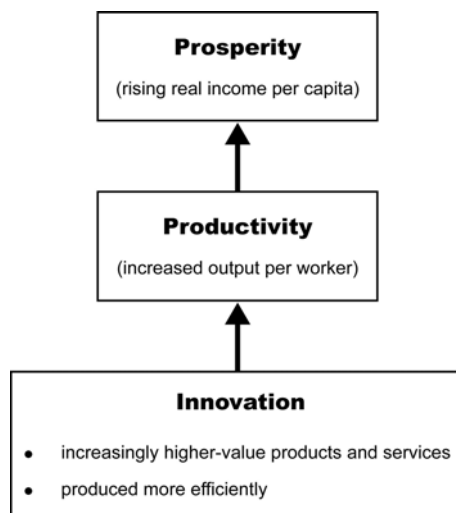 Prosperity
(rising real income per capita)
Productivity
(increased output per worker)
Innovation
• increasingly higher-value products and services
• produced more efficiently